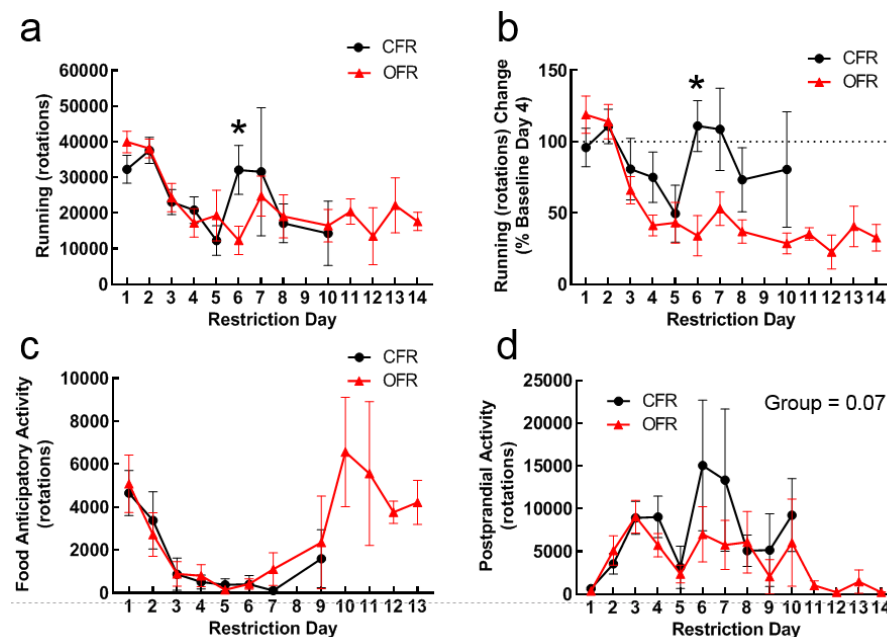 a
CFR
OFR
60000
50000
40000
30000
20000
10000
0
Running (rotations)
*
1 2 3 4 5 6 7 8 9 10 11 12 13 14
Restriction Day
b
CFR
OFR
150
100
50
0
Running (rotations) Change
(% Baseline Day 4)
*
1 2 3 4 5 6 7 8 9 10 11 12 13 14
Restriction Day
c
CFR
OFR
10000
8000
6000
4000
2000
0
Food Anticipatory Activity
(rotations)
1 2 3 4 5 6 7 8 9 10 11 12 13
Restriction Day
d
CFR
OFR
Group = 0.07
25000
20000
15000
10000
5000
0
Postprandial Activity
(rotations)
1 2 3 4 5 6 7 8 9 10 11 12 13 14
Restriction Day